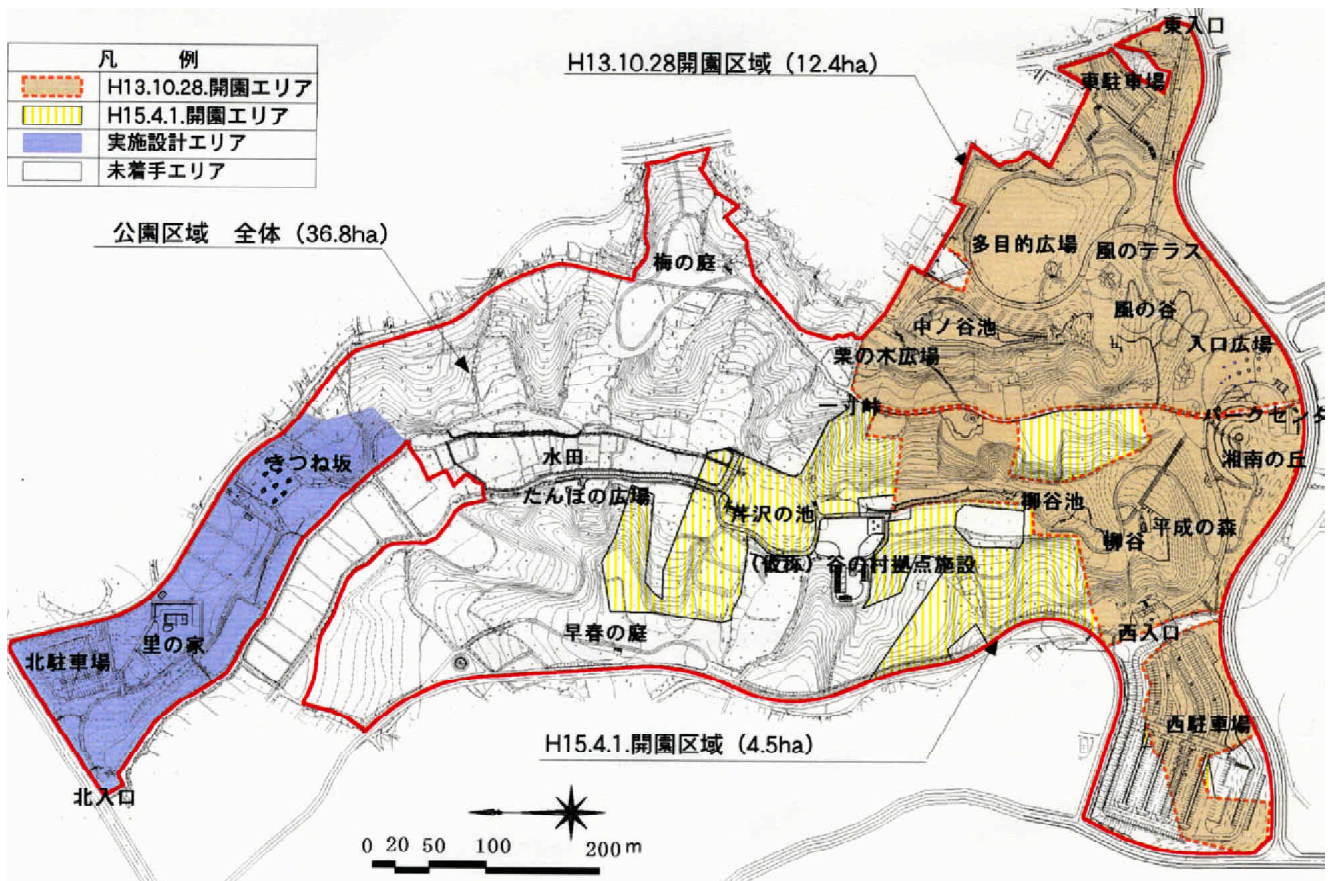 凡 例
H13.10.28.開園エリア
H15.4.1.開園エリア
実施設計エリア
未着手エリア
H13.10.28開園区域（12.4ha）
公園区域 全体（36.8ha）
東入口
東駐車場
多目的広場
風のテラス
梅の庭
風の谷
中ノ谷池
入口広場
栗の木広場
一寸峠
パークセンタ
湘南の丘
きつね坂
水田
たんぼの広場
芹沢の池
柳谷池
柳谷
平成の森
（仮称）谷の村拠点施設
早春の庭
西入口
里の家
北駐車場
西駐車場
H15.4.1.開園区域（4.5ha）
北入口
0 20 50 100 200m